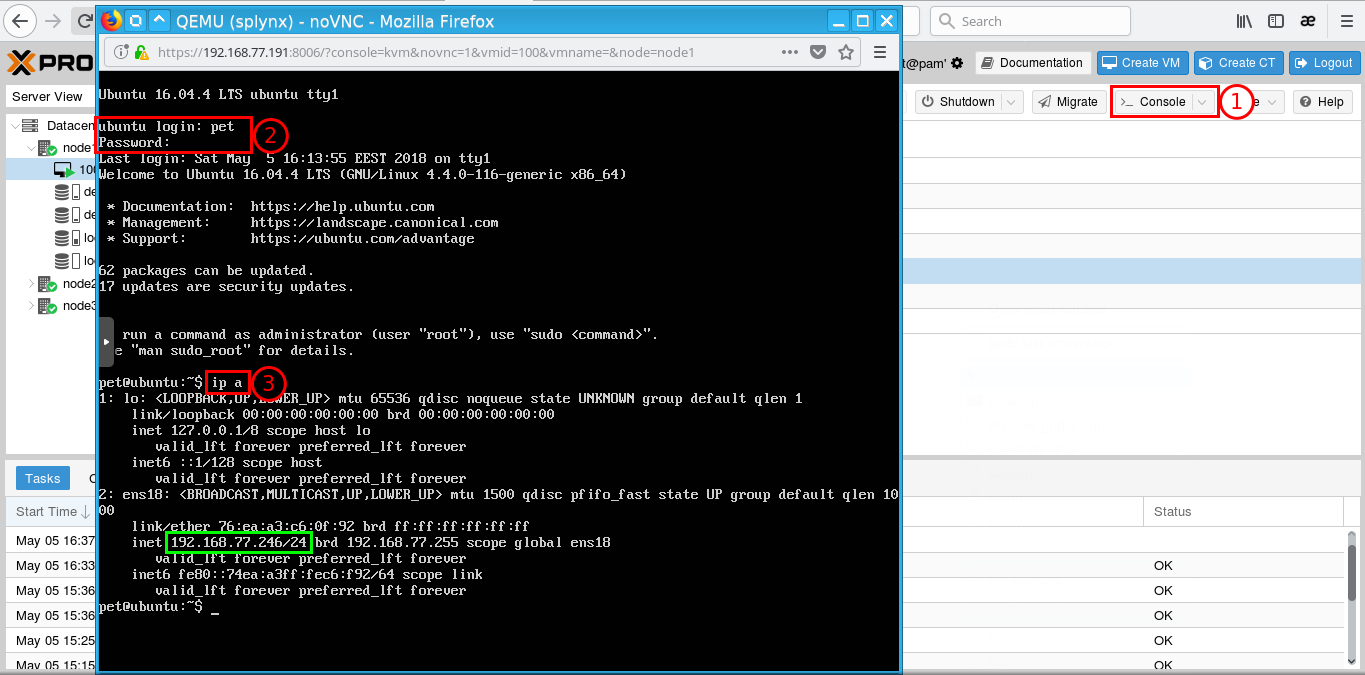 QEMU (splynx) - noVNC - Mozilla Firefox
https://192.168.77.191:8006/?console=kvm&novnc=1&vmid=100&vmname=&node=node1
Search
æ
XPRO
t@pam'
Documentation
Create VM
Create CT
Logout
Server View
Shutdown
Migrate
>_ Console
1
e
Help
Datacen
node1
100
de
de
lo
lo
node2
node3
Ubuntu 16.04.4 LTS ubuntu tty1
ubuntu login: pet
Password:
2
Last login: Sat May  5 16:13:55 EEST 2018 on tty1
Welcome to Ubuntu 16.04.4 LTS (GNU/Linux 4.4.0-116-generic x86_64)
* Documentation:  https://help.ubuntu.com
* Management:     https://landscape.canonical.com
* Support:        https://ubuntu.com/advantage
62 packages can be updated.
17 updates are security updates.
run a command as administrator (user "root"), use "sudo <command>".
e "man sudo_root" for details.
pet@ubuntu:~$ ip a
3
1: lo: <LOOPBACK,UP,LOWER_UP> mtu 65536 qdisc noqueue state UNKNOWN group default qlen 1
link/loopback 00:00:00:00:00:00 brd 00:00:00:00:00:00
inet 127.0.0.1/8 scope host lo
valid_lft forever preferred_lft forever
inet6 ::1/128 scope host
valid_lft forever preferred_lft forever
2: ens18: <BROADCAST,MULTICAST,UP,LOWER_UP> mtu 1500 qdisc pfifo_fast state UP group default qlen 10
00
link/ether 76:ea:a3:c6:0f:92 brd ff:ff:ff:ff:ff:ff
inet 192.168.77.246/24 brd 192.168.77.255 scope global ens18
valid_lft forever preferred_lft forever
inet6 fe80::74ea:a3ff:fec6:f92/64 scope link
valid_lft forever preferred_lft forever
pet@ubuntu:~$ _
Tasks
C
Start Time
Status
May 05 16:37
May 05 16:33
OK
May 05 15:36
OK
May 05 15:36
OK
May 05 15:25
OK
May 05 15:15
OK